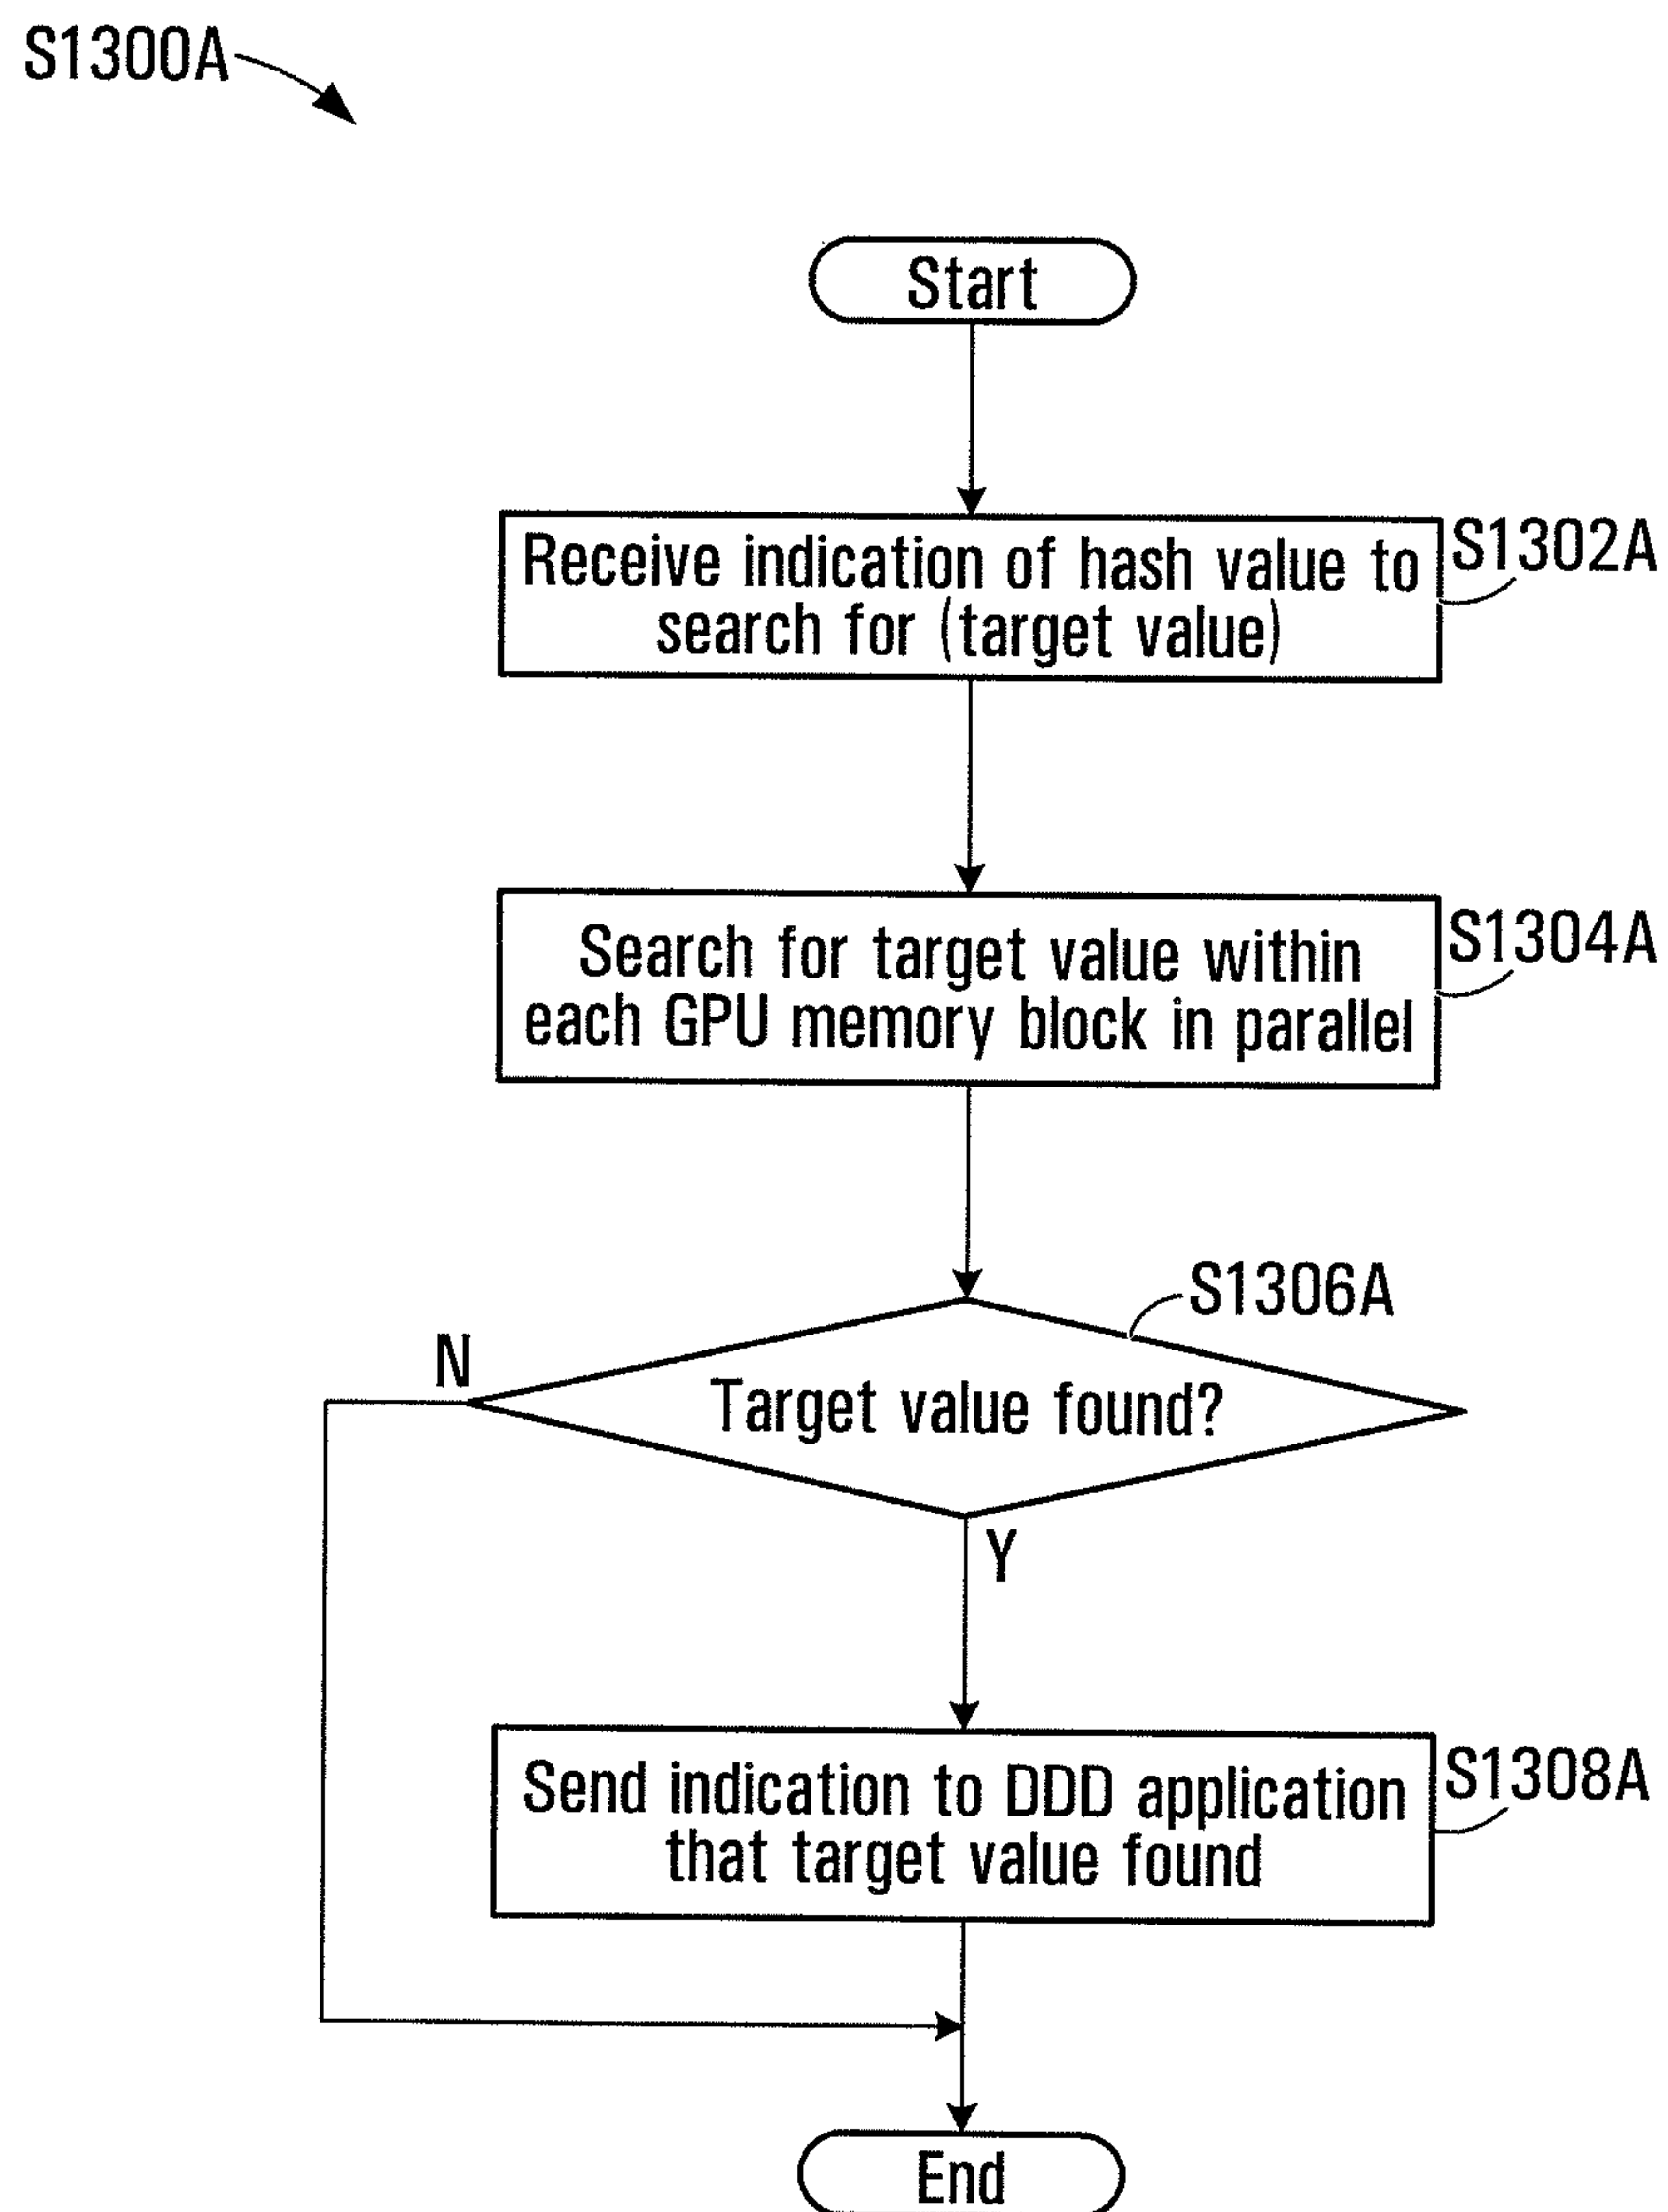 S1300A
Start
Receive indication of hash value to
search for (target value)
S1302A
Search for target value within
each GPU memory block in parallel
S1304A
S1306A
N
Target value found?
Y
Send indication to DDD application
that target value found
S1308A
End